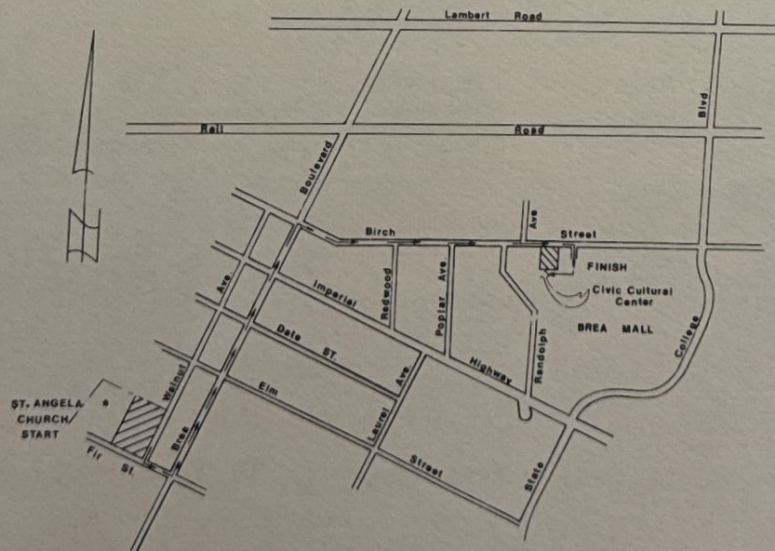 Lambert Road
Blvd.
Rail Road
Boulevard
N
Birch
Ave
Street
FINISH
Civic Cultural
Center
BREA MALL
Ave.
Imperial
Redwood
Poplar Ave.
College
Date ST.
Highway
Randolph
Walnut
Elm
Ave.
Laurel
ST. ANGELA
CHURCH
START
Brea
Fir St.
Street
State